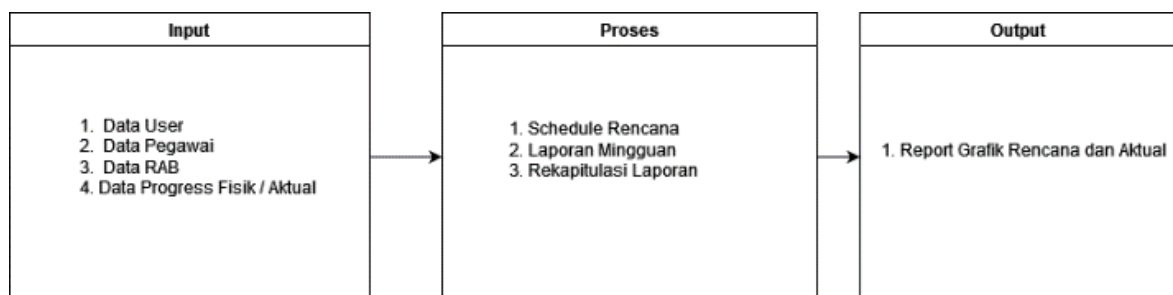 Input
1. Data User
2. Data Pegawai
3. Data RAB
4. Data Progress Fisik / Aktual
Proses
1. Schedule Rencana
2. Laporan Mingguan
3. Rekapitulasi Laporan
Output
1. Report Grafik Rencana dan Aktual